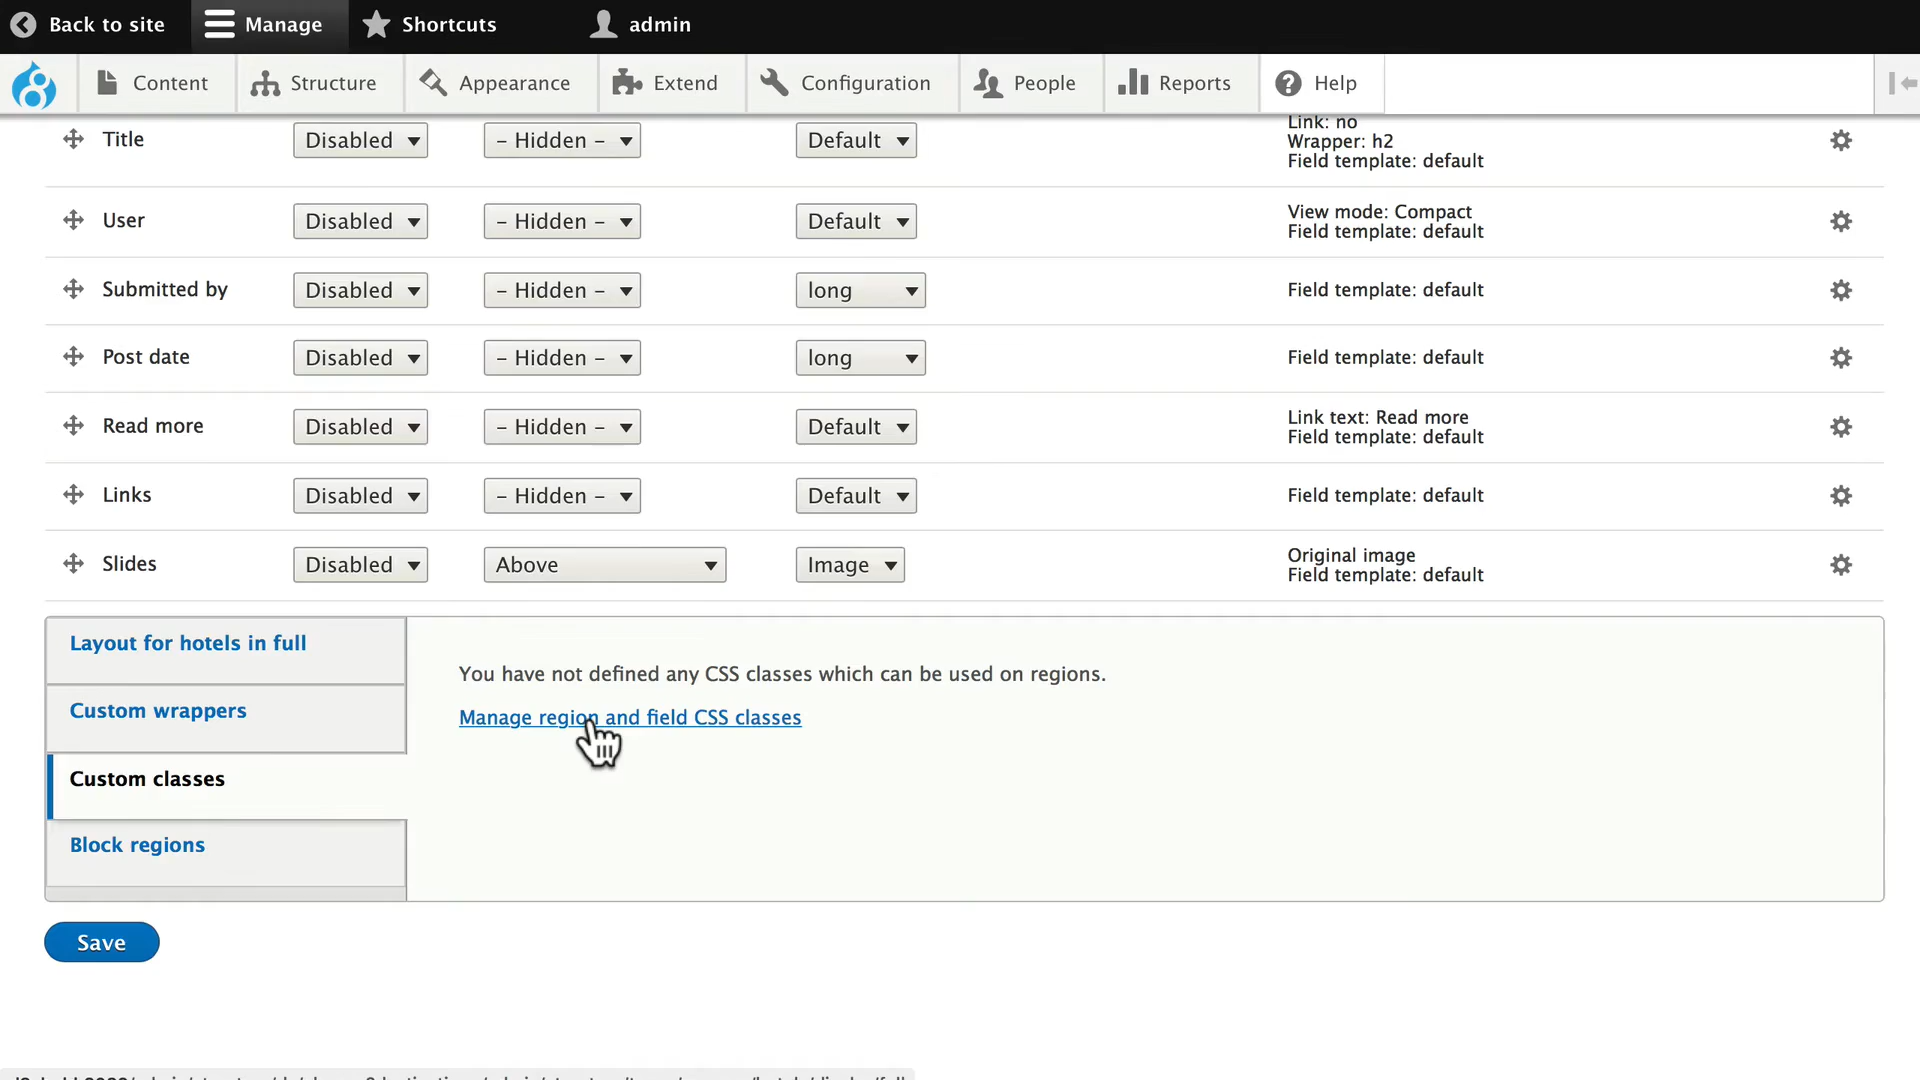 Back to site Manage Shortcuts admin
Content Structure Appearance Extend Configuration People Reports Help
Link: no
Title Disabled - Hidden - Default Wrapper: h2
Field template: default
User Disabled - Hidden - Default View mode: Compact
Field template: default
Submitted by Disabled - Hidden - long Field template: default
Post date Disabled - Hidden - long Field template: default
Read more Disabled - Hidden - Default Link text: Read more
Field template: default
Links Disabled - Hidden - Default Field template: default
Slides Disabled Above Image Original image
Field template: default
Layout for hotels in full
You have not defined any CSS classes which can be used on regions.
Custom wrappers
Manage region and field CSS classes
Custom classes
Block regions
Save